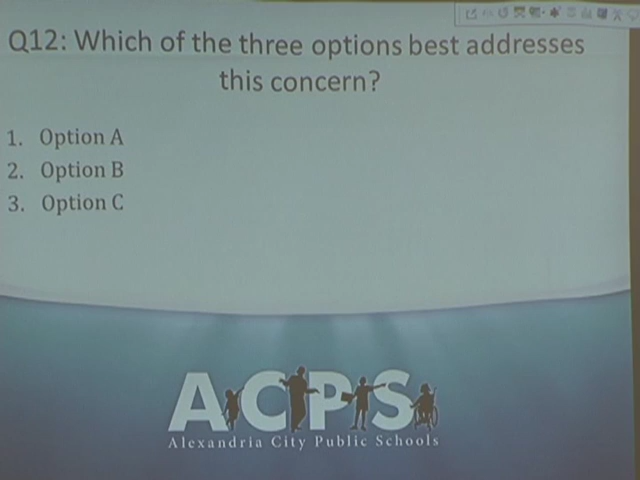 Q12: Which of the three options best addresses
this concern?
1. Option A
2. Option B
3. Option C
ACPS
Alexandria City Public Schools